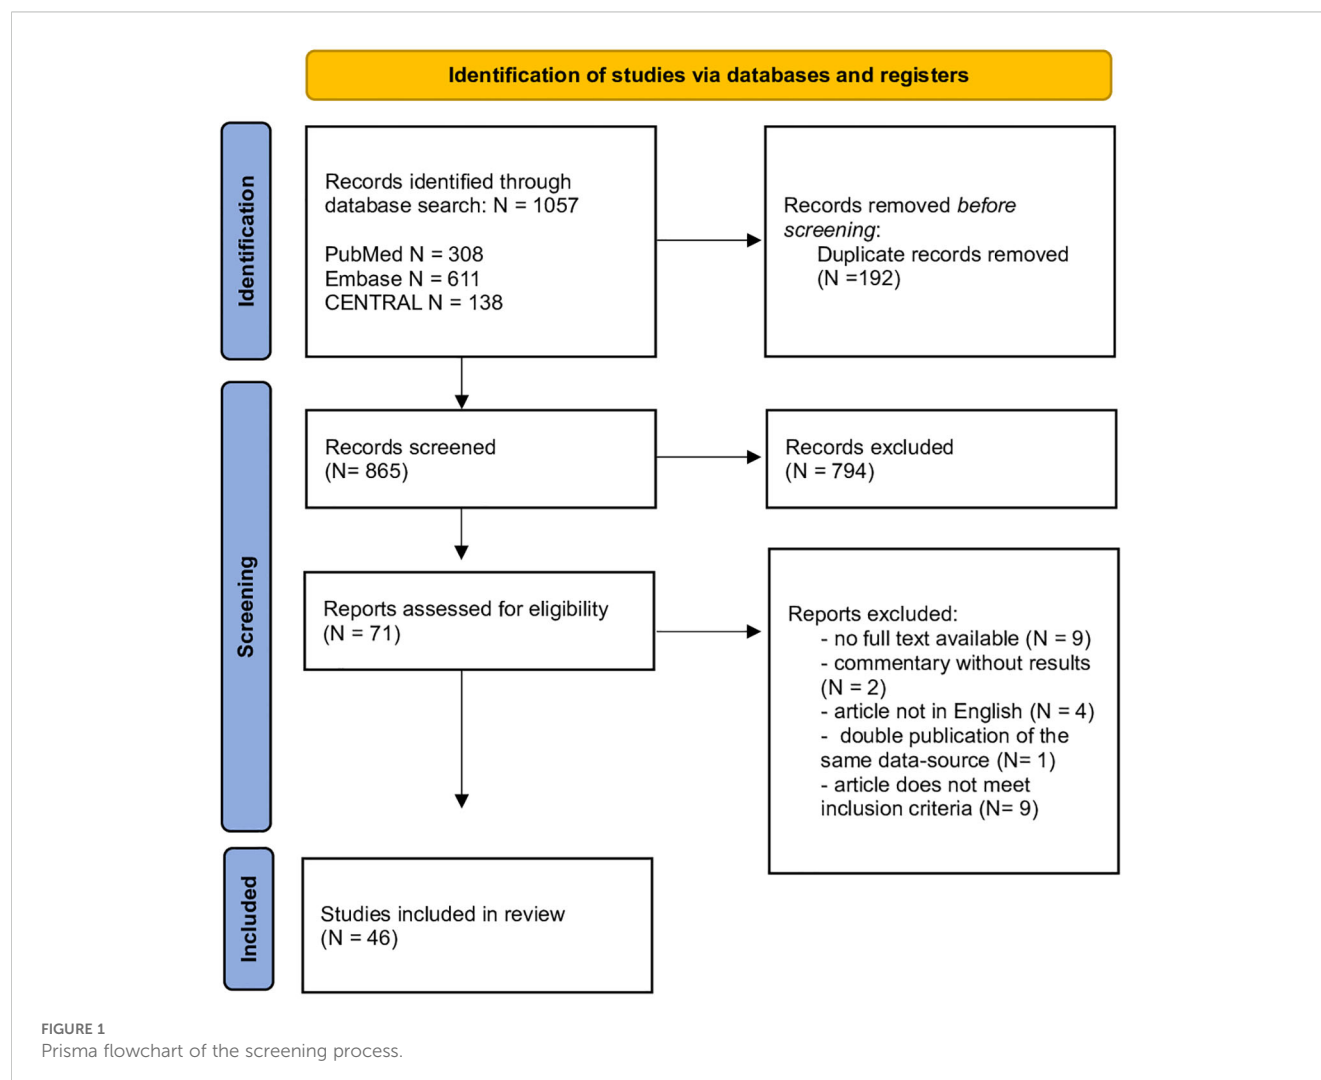 Identification of studies via databases and registers
Identification
Records identified through
database search: N = 1057
PubMed N = 308
Embase N = 611
CENTRAL N = 138
Records removed before
screening:
Duplicate records removed
(N =192)
Screening
Records screened
(N= 865)
Records excluded
(N = 794)
Reports assessed for eligibility
(N = 71)
Reports excluded:
- no full text available (N = 9)
- commentary without results
(N = 2)
- article not in English (N = 4)
- double publication of the
same data-source (N= 1)
- article does not meet
inclusion criteria (N= 9)
Included
Studies included in review
(N = 46)
FIGURE 1
Prisma flowchart of the screening process.